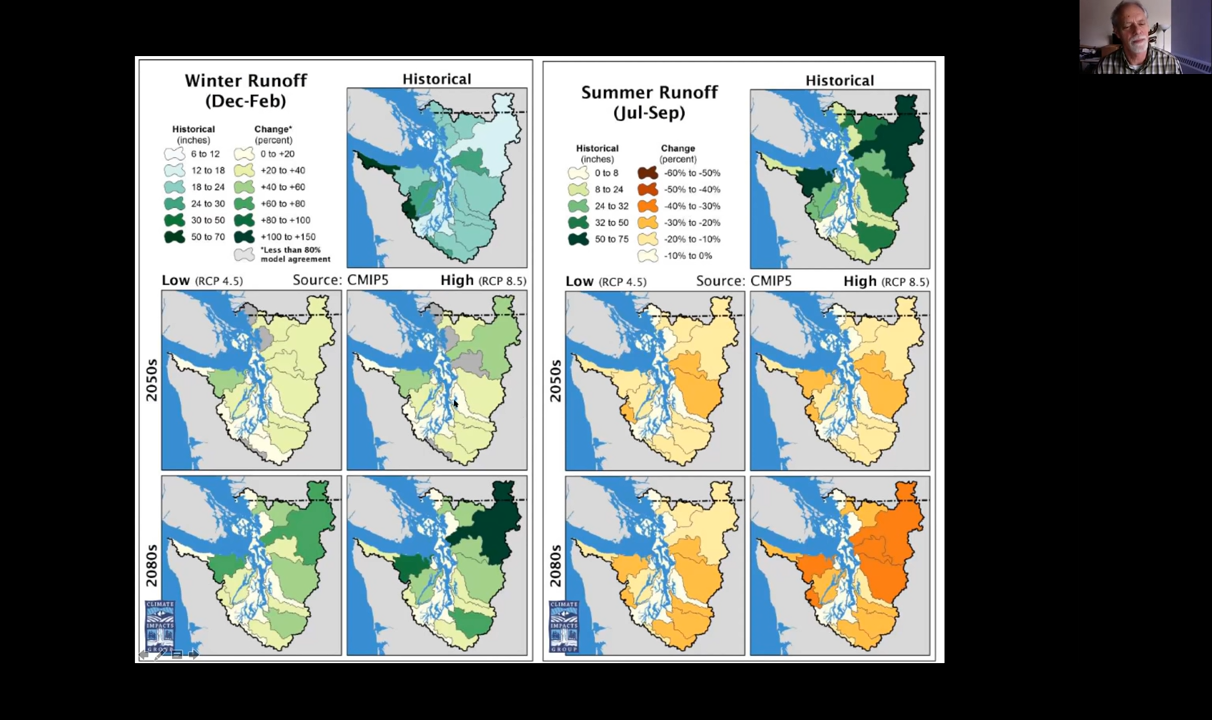 Winter Runoff
(Dec-Feb)
Historical
(inches)
Change*
(percent)
6 to 12
0 to +20
12 to 18
+20 to +40
18 to 24
+40 to +60
24 to 30
+60 to +80
30 to 50
+80 to +100
50 to 70
+100 to +150
*Less than 80%
model agreement
Historical
Low (RCP 4.5)
Source: CMIP5
High (RCP 8.5)
2050s
2080s
CLIMATE
IMPACTS
GROUP
Summer Runoff
(Jul-Sep)
Historical
(inches)
Change
(percent)
0 to 8
-60% to -50%
8 to 24
-50% to -40%
24 to 32
-40% to -30%
32 to 50
-30% to -20%
50 to 75
-20% to -10%
-10% to 0%
Historical
Low (RCP 4.5)
Source: CMIP5
High (RCP 8.5)
2050s
2080s
CLIMATE
IMPACTS
GROUP